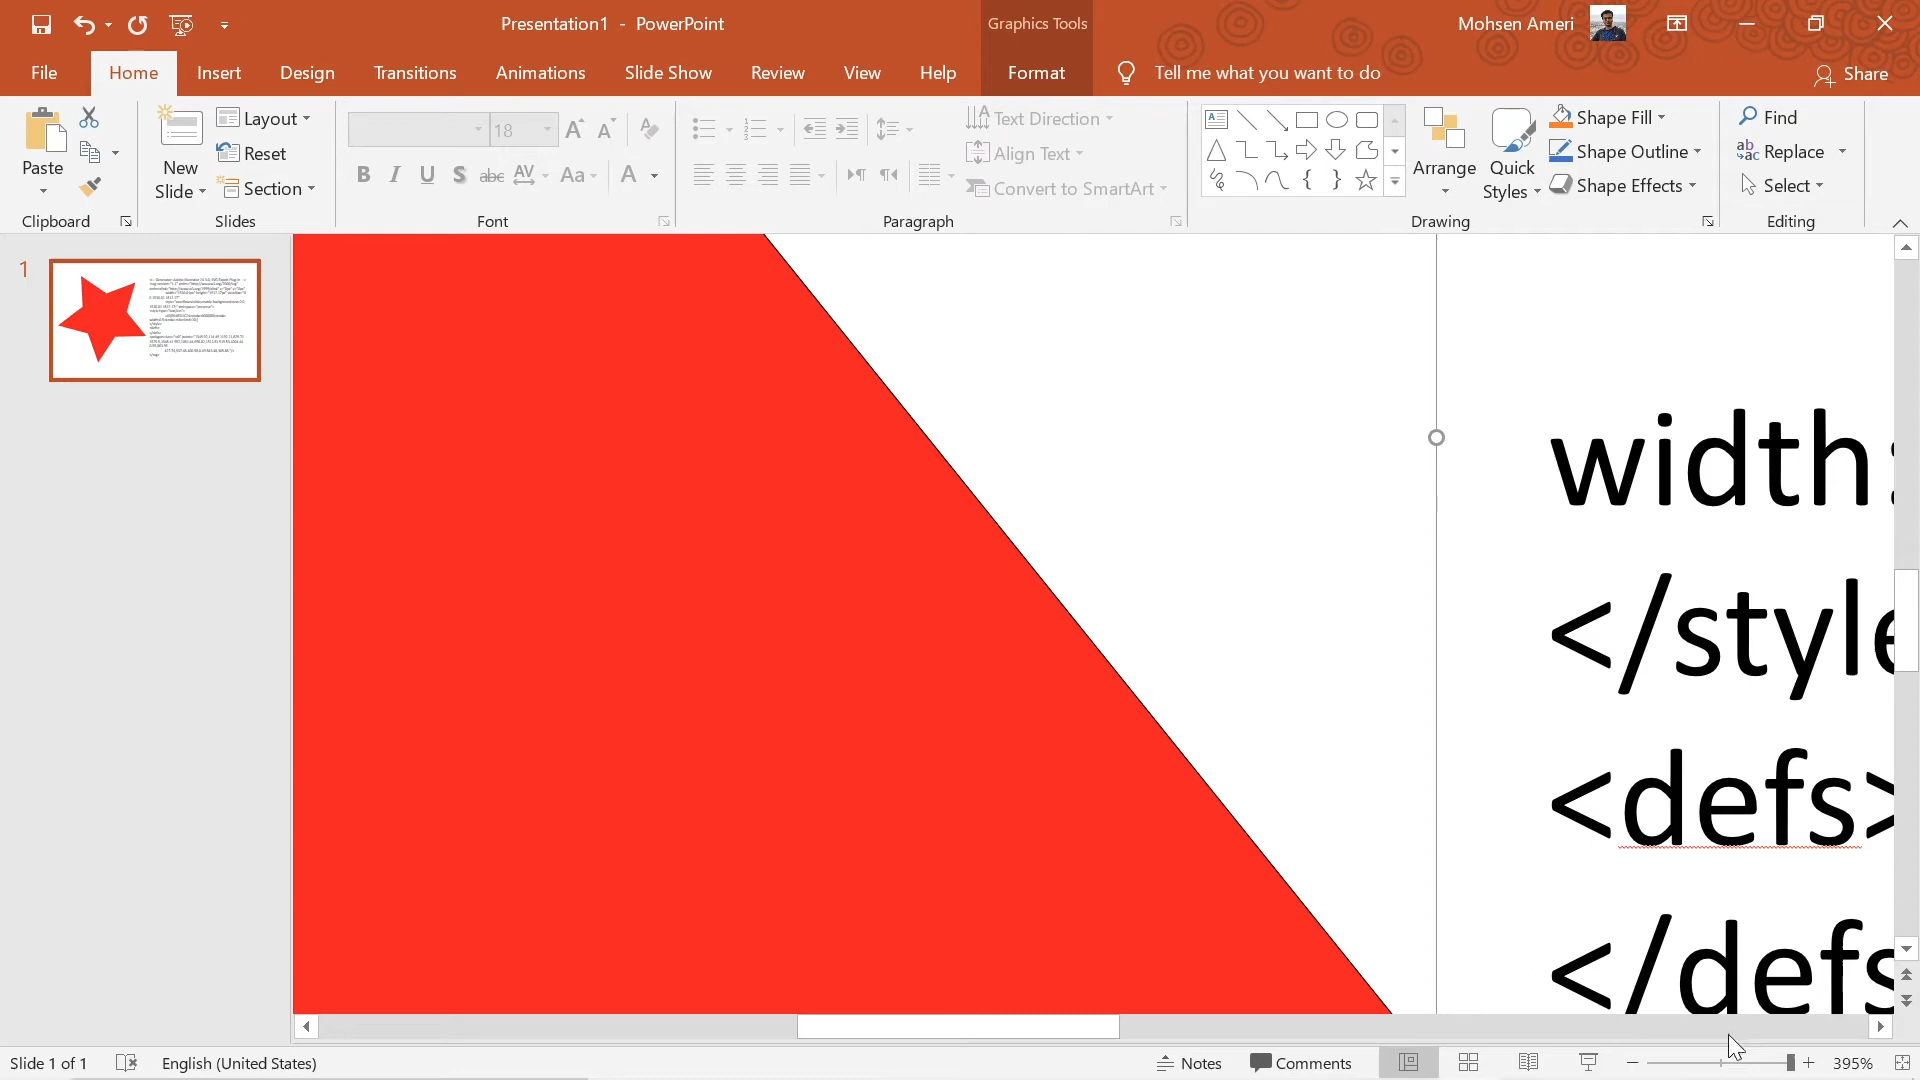 Presentation1 - PowerPoint
Graphics Tools
Mohsen Ameri
File Home Insert Design Transitions Animations Slide Show Review View Help Format Tell me what you want to do Share
Paste
New Slide
Layout
Reset
Section
18
B I U S abc AV Aa A
Text Direction
Align Text
Convert to SmartArt
Arrange
Quick Styles
Shape Fill
Shape Outline
Shape Effects
Find
Replace
Select
Clipboard Slides Font Paragraph Drawing Editing
1
width:
</style
<defs>
</defs
Slide 1 of 1 English (United States) Notes Comments 395%